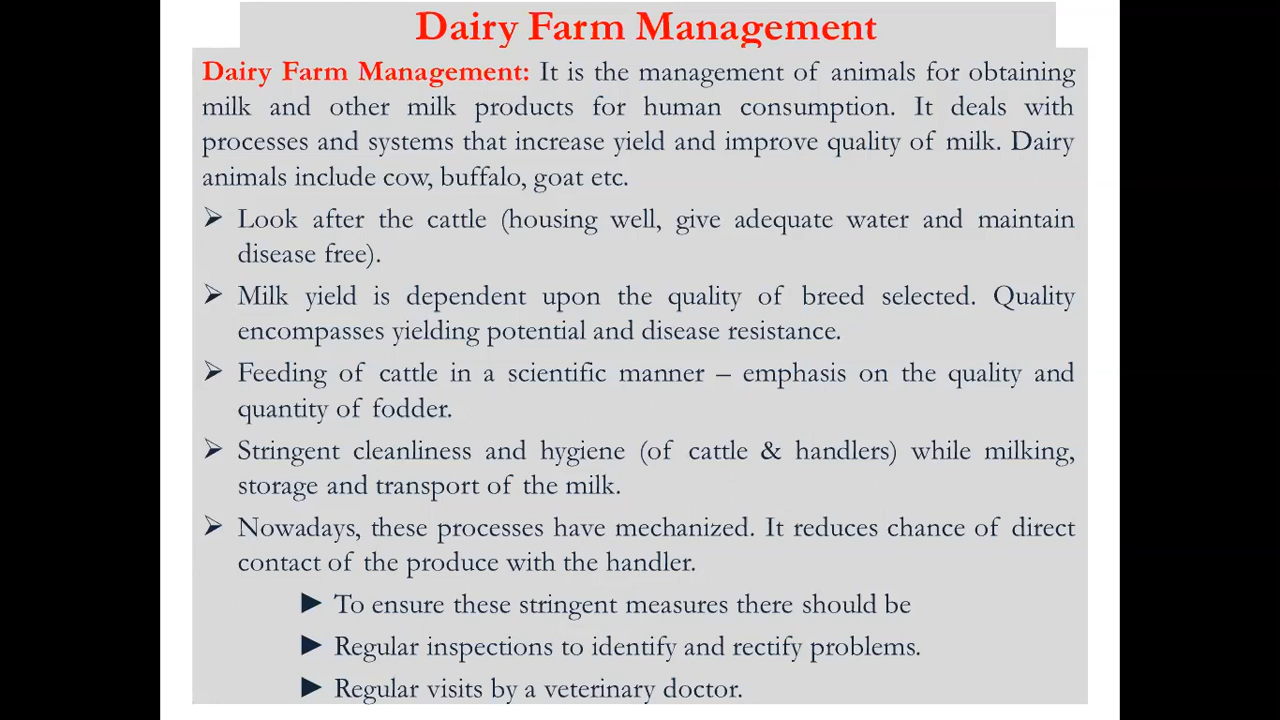 Dairy Farm Management
Dairy Farm Management: It is the management of animals for obtaining
milk and other milk products for human consumption. It deals with
processes and systems that increase yield and improve quality of milk. Dairy
animals include cow, buffalo, goat etc.
➢ Look after the cattle (housing well, give adequate water and maintain
disease free).
➢ Milk yield is dependent upon the quality of breed selected. Quality
encompasses yielding potential and disease resistance.
➢ Feeding of cattle in a scientific manner – emphasis on the quality and
quantity of fodder.
➢ Stringent cleanliness and hygiene (of cattle & handlers) while milking,
storage and transport of the milk.
➢ Nowadays, these processes have mechanized. It reduces chance of direct
contact of the produce with the handler.
► To ensure these stringent measures there should be
► Regular inspections to identify and rectify problems.
► Regular visits by a veterinary doctor.